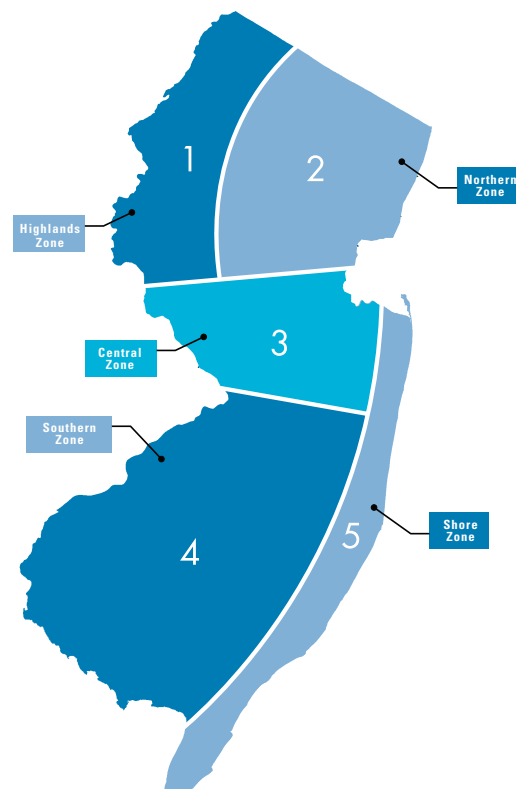 1
2
Northern
Zone
Highlands
Zone
3
Central
Zone
Southern
Zone
4
5
Shore
Zone